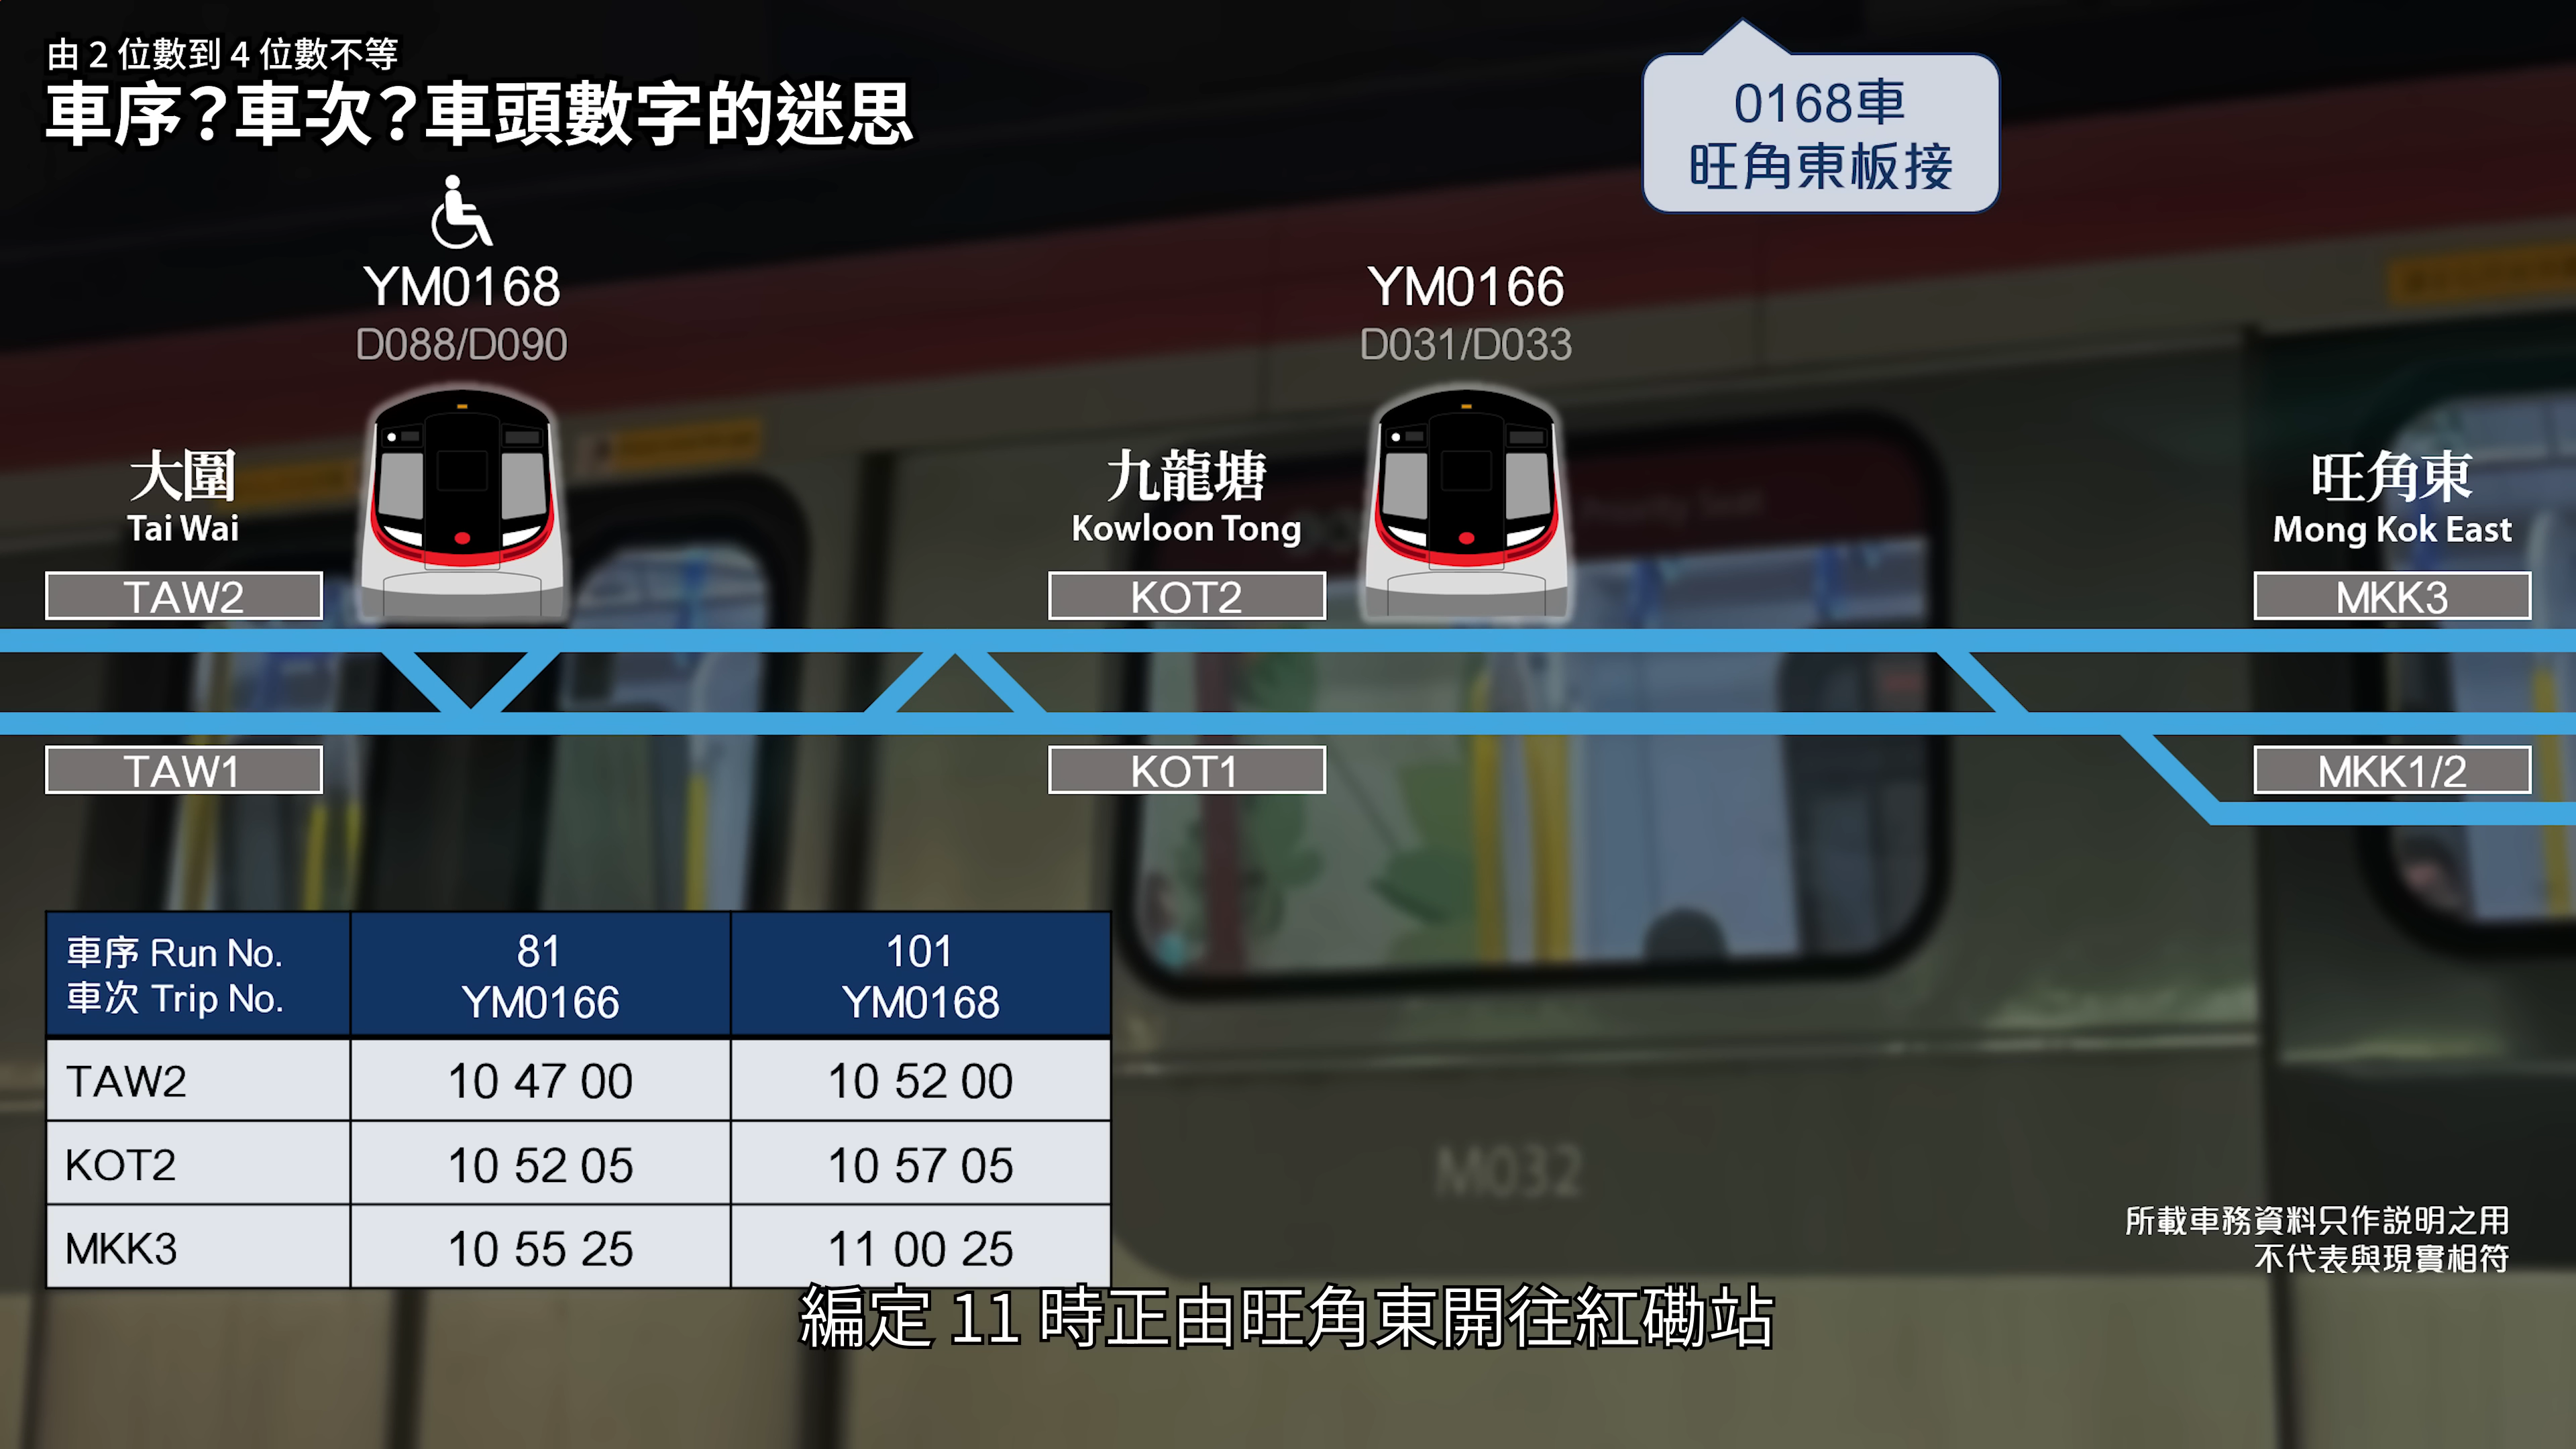 由 2 位數到 4 位數不等
車序？車次？車頭數字的迷思
0168車
旺角東板接
YM0168
D088/D090
YM0166
D031/D033
大圍
Tai Wai
九龍塘
Kowloon Tong
旺角東
Mong Kok East
TAW2
KOT2
MKK3
TAW1
KOT1
MKK1/2
車序 Run No.
車次 Trip No.
81
YM0166
101
YM0168
TAW2
10 47 00
10 52 00
KOT2
10 52 05
10 57 05
MKK3
10 55 25
11 00 25
M032
所載車務資料只作說明之用
不代表與現實相符
編定 11 時正由旺角東開往紅磡站